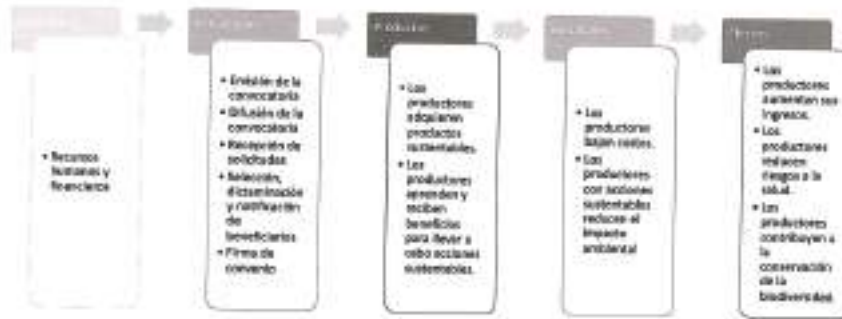 Productos
Efectos
• Recursos
humanos y
financieros
• Emisión de la
convocatoria
• Difusión de la
convocatoria
• Recepción de
solicitudes
• Selección,
dictaminación
y notificación
de
beneficiarios
• Firma de
convenio
• Los
productores
adquieren
productos
sustentables.
• Los
productores
aprenden y
reciben
beneficios
para llevar a
cabo acciones
sustentables.
• Los
productores
bajan costos.
• Los
productores
con acciones
sustentables
reducen el
impacto
ambiental
• Los
productores
aumentan sus
ingresos.
• Los
productores
reducen
riesgos a la
salud.
• Los
productores
contribuyen a
la
conservación
de la
biodiversidad.